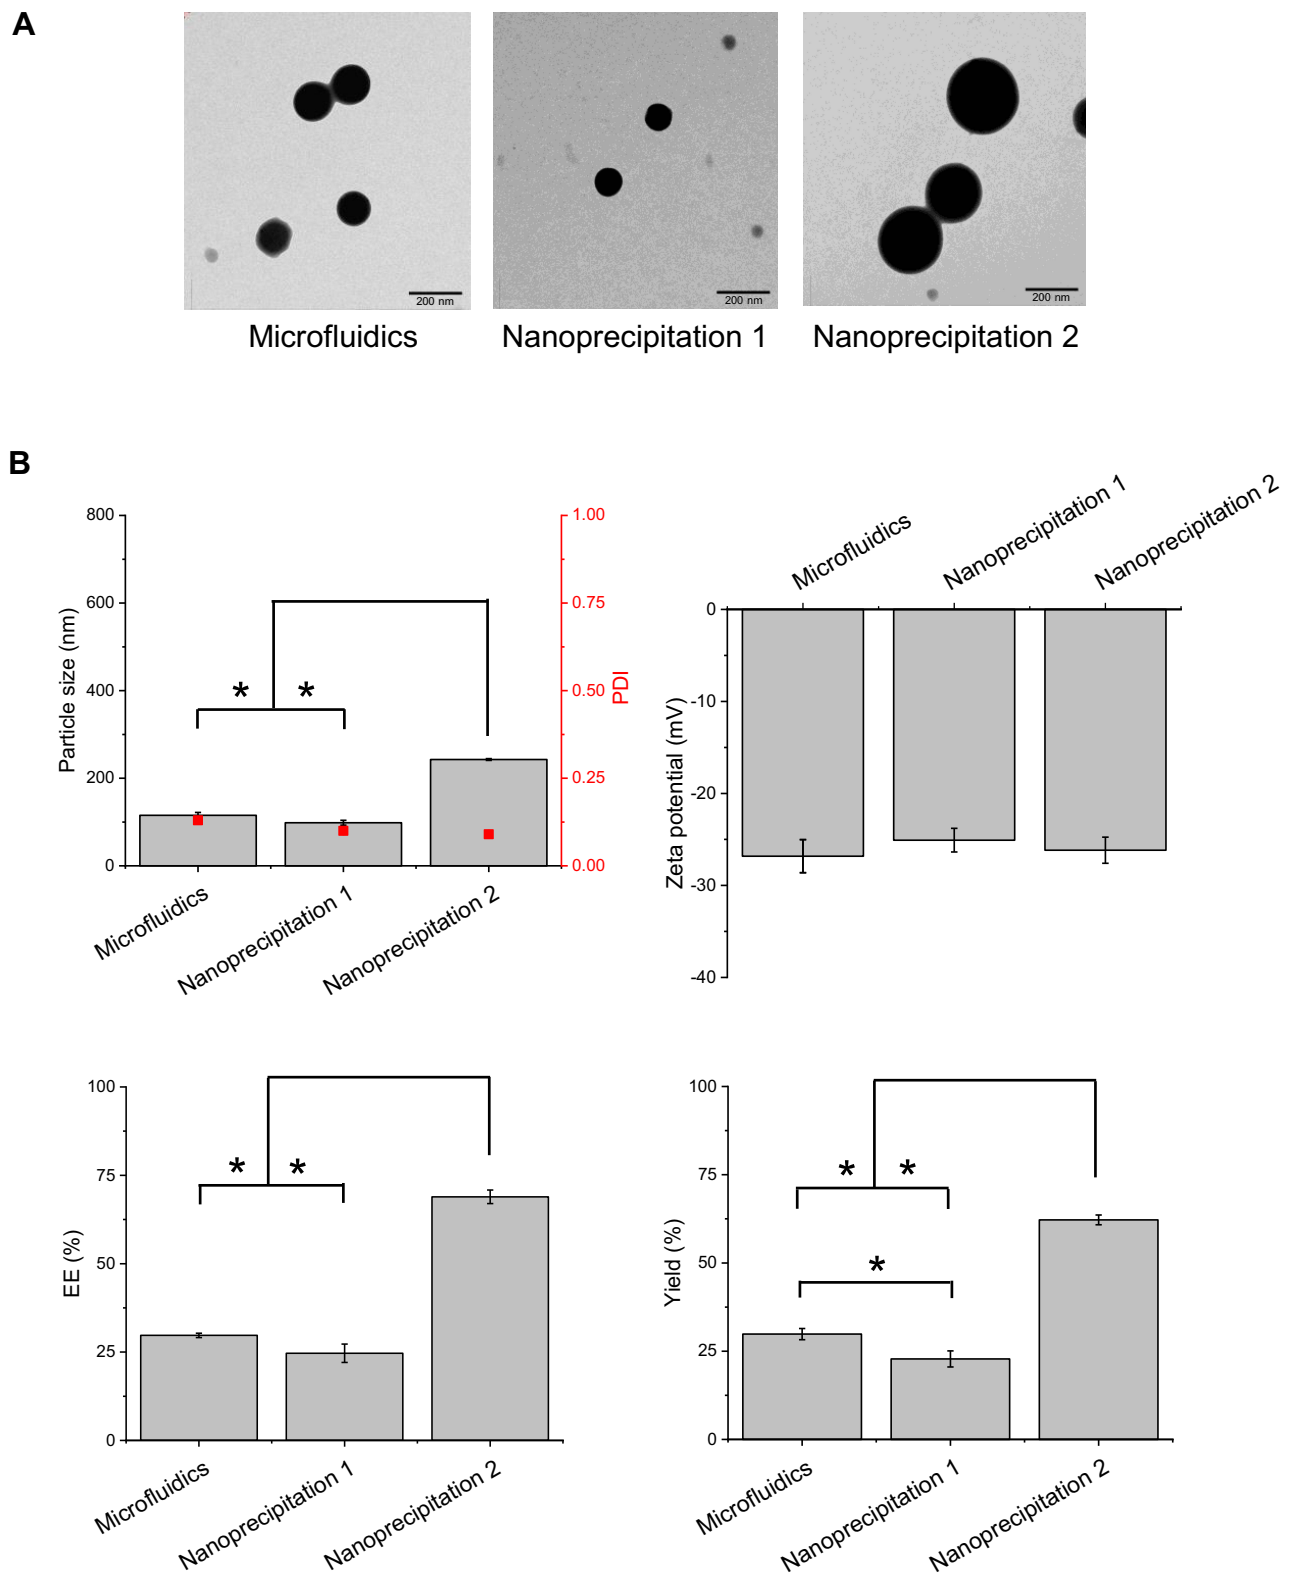 A
200 nm
200 nm
200 nm
Microfluidics
Nanoprecipitation 1
Nanoprecipitation 2
B
800
600
400
200
0
Particle size (nm)
1.00
0.75
0.50
0.25
0.00
PDI
* *
Microfluidics
Nanoprecipitation 1
Nanoprecipitation 2
Microfluidics
Nanoprecipitation 1
Nanoprecipitation 2
0
-10
-20
-30
-40
Zeta potential (mV)
100
75
50
25
0
EE (%)
* *
Microfluidics
Nanoprecipitation 1
Nanoprecipitation 2
100
75
50
25
0
Yield (%)
* *
*
Microfluidics
Nanoprecipitation 1
Nanoprecipitation 2